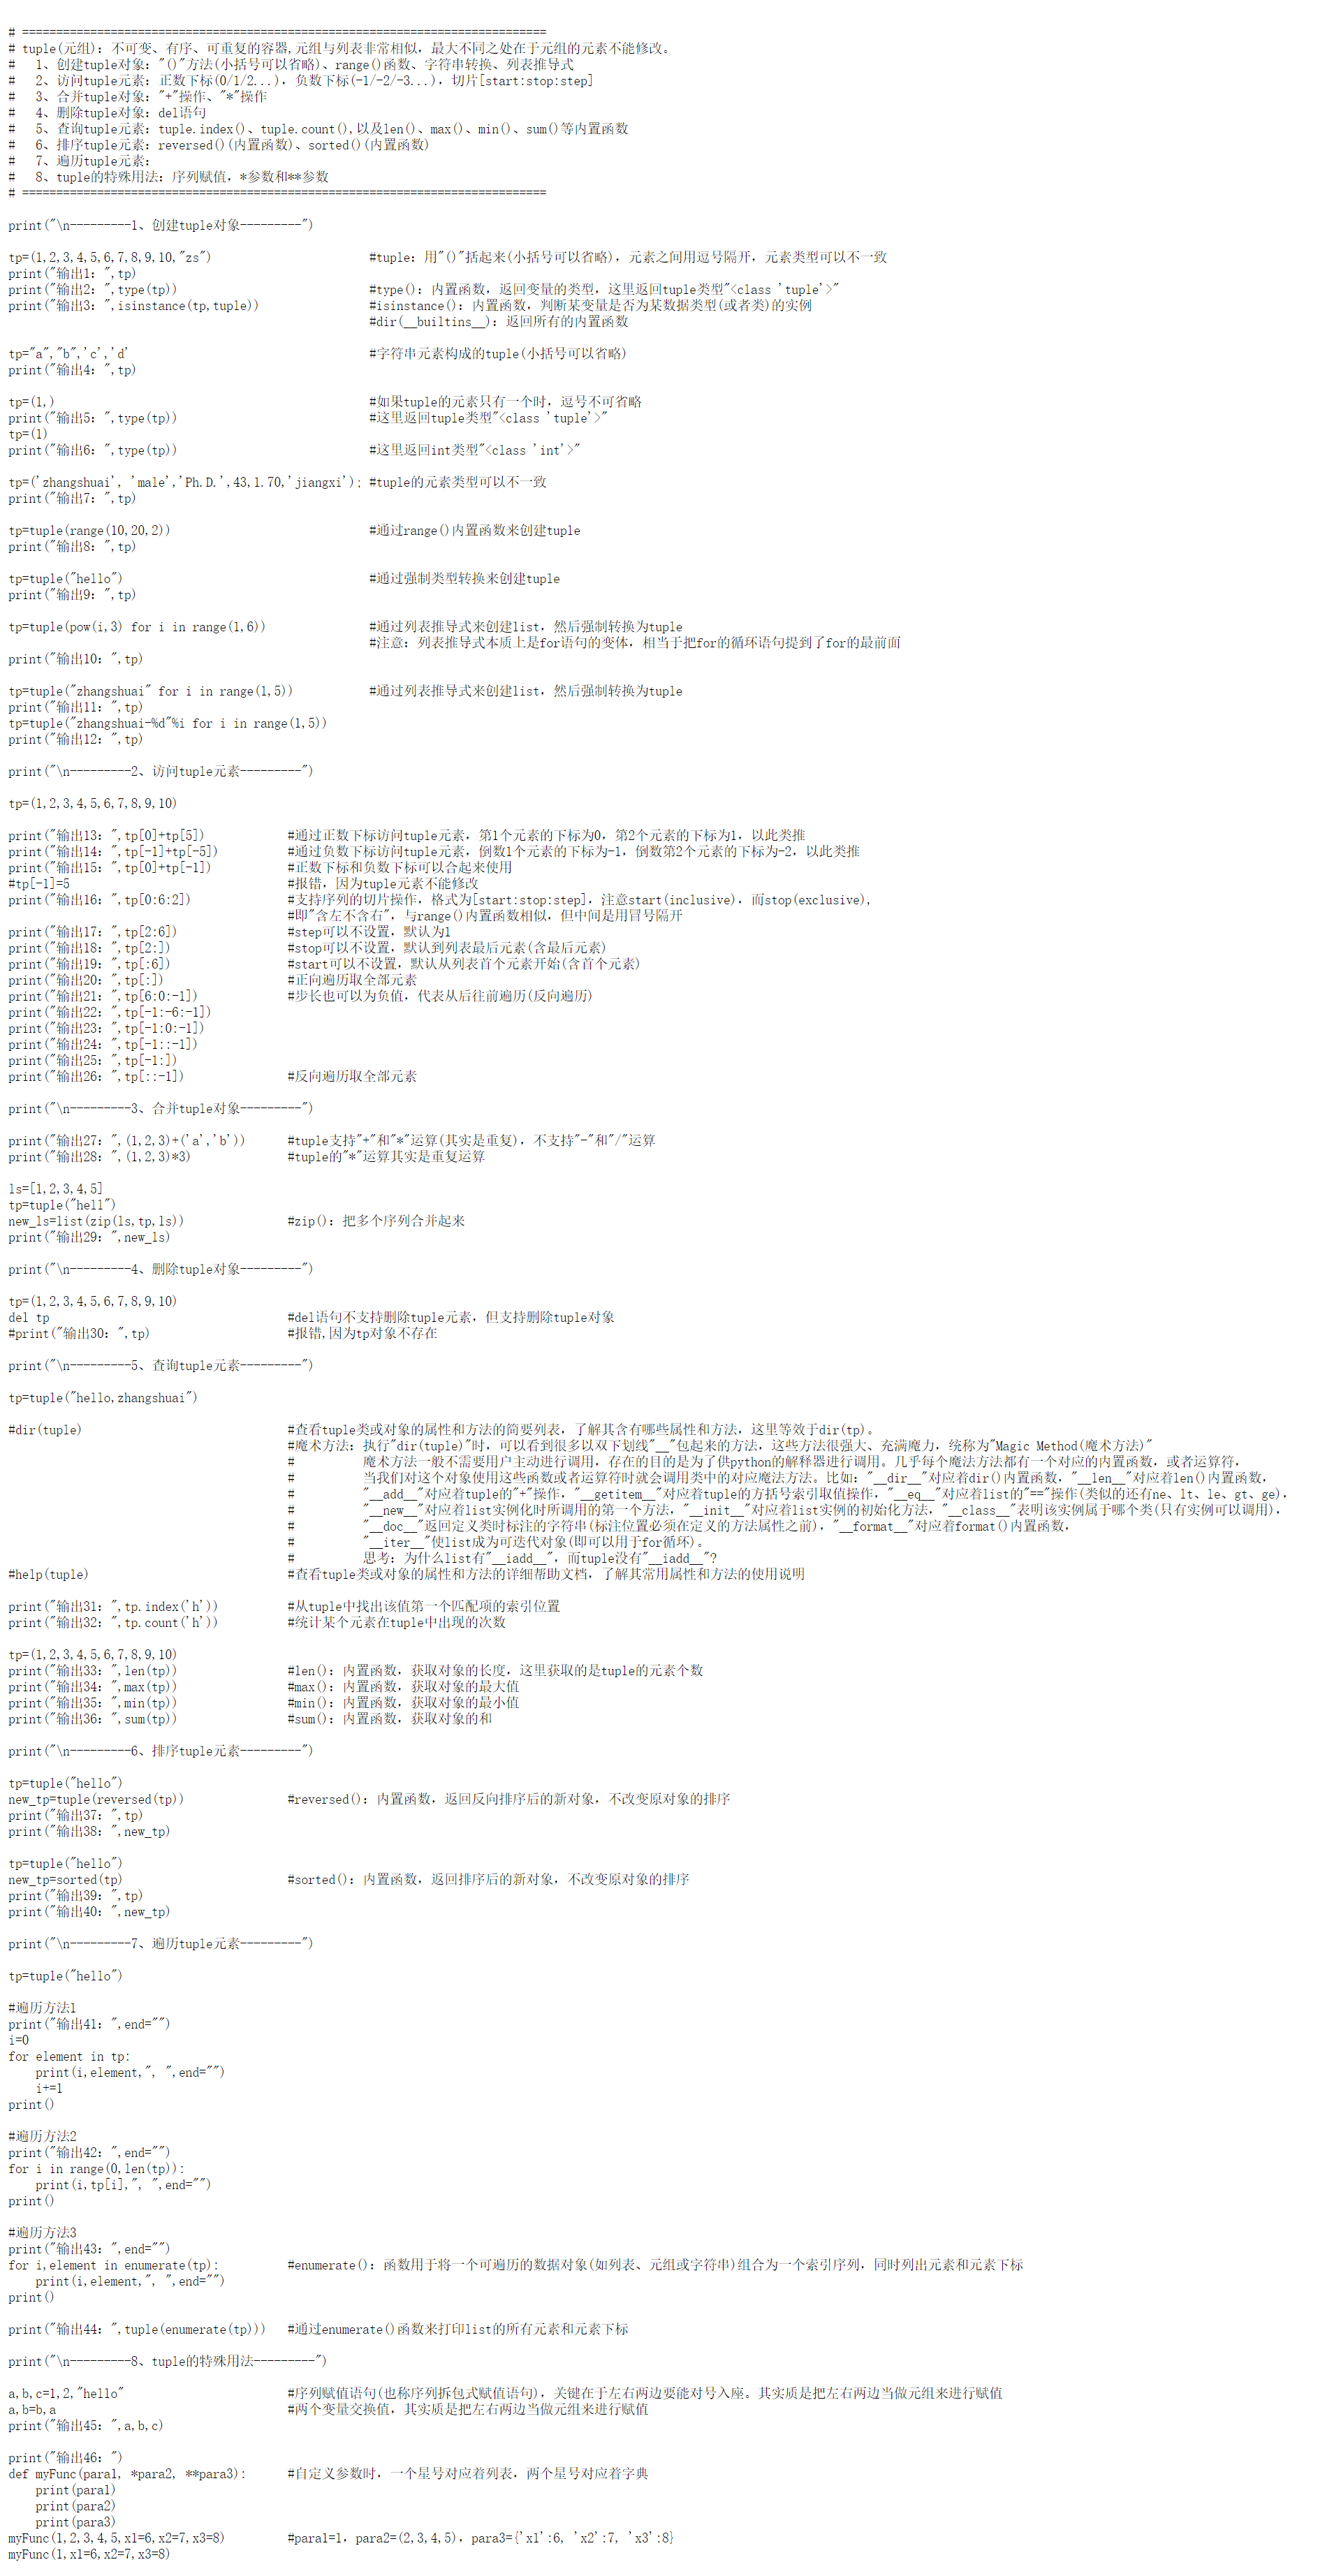 # =============================================================================
# tuple(元组)：不可变、有序、可重复的容器,元组与列表非常相似，最大不同之处在于元组的元素不能修改。
#   1、创建tuple对象："()"方法(小括号可以省略)、range()函数、字符串转换、列表推导式
#   2、访问tuple元素：正数下标(0/1/2...)，负数下标(-1/-2/-3...)，切片[start:stop:step]
#   3、合并tuple对象："+"操作、"*"操作
#   4、删除tuple对象：del语句
#   5、查询tuple元素：tuple.index()、tuple.count(),以及len()、max()、min()、sum()等内置函数
#   6、排序tuple元素：reversed()(内置函数)、sorted()(内置函数)
#   7、遍历tuple元素：
#   8、tuple的特殊用法：序列赋值，*参数和**参数
# =============================================================================
print("\n---------1、创建tuple对象---------")
tp=(1,2,3,4,5,6,7,8,9,10,"zs")                       #tuple：用"()"括起来(小括号可以省略)，元素之间用逗号隔开，元素类型可以不一致
print("输出1：",tp)
print("输出2：",type(tp))                            #type()：内置函数，返回变量的类型，这里返回tuple类型"<class 'tuple'>"
print("输出3：",isinstance(tp,tuple))                #isinstance()：内置函数，判断某变量是否为某数据类型(或者类)的实例
                                                     #dir(__builtins__)：返回所有的内置函数
tp="a","b",'c','d'                                   #字符串元素构成的tuple(小括号可以省略)
print("输出4：",tp)
tp=(1,)                                              #如果tuple的元素只有一个时，逗号不可省略
print("输出5：",type(tp))                            #这里返回tuple类型"<class 'tuple'>"
tp=(1)
print("输出6：",type(tp))                            #这里返回int类型"<class 'int'>"
tp=('zhangshuai', 'male','Ph.D.',43,1.70,'jiangxi'); #tuple的元素类型可以不一致
print("输出7：",tp)
tp=tuple(range(10,20,2))                             #通过range()内置函数来创建tuple
print("输出8：",tp)
tp=tuple("hello")                                    #通过强制类型转换来创建tuple
print("输出9：",tp)
tp=tuple(pow(i,3) for i in range(1,6))               #通过列表推导式来创建list，然后强制转换为tuple
                                                     #注意：列表推导式本质上是for语句的变体，相当于把for的循环语句提到了for的最前面
print("输出10：",tp)
tp=tuple("zhangshuai" for i in range(1,5))           #通过列表推导式来创建list，然后强制转换为tuple
print("输出11：",tp)
tp=tuple("zhangshuai-%d"%i for i in range(1,5))
print("输出12：",tp)
print("\n---------2、访问tuple元素---------")
tp=(1,2,3,4,5,6,7,8,9,10)
print("输出13：",tp[0]+tp[5])            #通过正数下标访问tuple元素，第1个元素的下标为0，第2个元素的下标为1，以此类推
print("输出14：",tp[-1]+tp[-5])          #通过负数下标访问tuple元素，倒数1个元素的下标为-1，倒数第2个元素的下标为-2，以此类推
print("输出15：",tp[0]+tp[-1])           #正数下标和负数下标可以合起来使用
#tp[-1]=5                                #报错，因为tuple元素不能修改
print("输出16：",tp[0:6:2])              #支持序列的切片操作，格式为[start:stop:step]，注意start(inclusive)，而stop(exclusive)，
                                         #即"含左不含右"，与range()内置函数相似，但中间是用冒号隔开
print("输出17：",tp[2:6])                #step可以不设置，默认为1
print("输出18：",tp[2:])                 #stop可以不设置，默认到列表最后元素(含最后元素)
print("输出19：",tp[:6])                 #start可以不设置，默认从列表首个元素开始(含首个元素)
print("输出20：",tp[:])                  #正向遍历取全部元素
print("输出21：",tp[6:0:-1])             #步长也可以为负值，代表从后往前遍历(反向遍历)
print("输出22：",tp[-1:-6:-1])
print("输出23：",tp[-1:0:-1])
print("输出24：",tp[-1::-1])
print("输出25：",tp[-1:])
print("输出26：",tp[::-1])               #反向遍历取全部元素
print("\n---------3、合并tuple对象---------")
print("输出27：",(1,2,3)+('a','b'))      #tuple支持"+"和"*"运算(其实是重复)，不支持"-"和"/"运算
print("输出28：",(1,2,3)*3)              #tuple的"*"运算其实是重复运算
ls=[1,2,3,4,5]
tp=tuple("hell")
new_ls=list(zip(ls,tp,ls))               #zip()：把多个序列合并起来
print("输出29：",new_ls)
print("\n---------4、删除tuple对象---------")
tp=(1,2,3,4,5,6,7,8,9,10)
del tp                                   #del语句不支持删除tuple元素，但支持删除tuple对象
#print("输出30：",tp)                    #报错,因为tp对象不存在
print("\n---------5、查询tuple元素---------")
tp=tuple("hello,zhangshuai")
#dir(tuple)                              #查看tuple类或对象的属性和方法的简要列表，了解其含有哪些属性和方法，这里等效于dir(tp)。
                                         #魔术方法：执行"dir(tuple)"时，可以看到很多以双下划线"__"包起来的方法，这些方法很强大、充满魔力，统称为"Magic Method(魔术方法)"
                                         #          魔术方法一般不需要用户主动进行调用，存在的目的是为了供python的解释器进行调用。几乎每个魔法方法都有一个对应的内置函数，或者运算符，
                                         #          当我们对这个对象使用这些函数或者运算符时就会调用类中的对应魔法方法。比如："__dir__"对应着dir()内置函数，"__len__"对应着len()内置函数，
                                         #          "__add__"对应着tuple的"+"操作，"__getitem__"对应着tuple的方括号索引取值操作，"__eq__"对应着list的"=="操作(类似的还有ne、lt、le、gt、ge)，
                                         #          "__new__"对应着list实例化时所调用的第一个方法，"__init__"对应着list实例的初始化方法，"__class__"表明该实例属于哪个类(只有实例可以调用)，
                                         #          "__doc__"返回定义类时标注的字符串(标注位置必须在定义的方法属性之前)，"__format__"对应着format()内置函数，
                                         #          "__iter__"使list成为可迭代对象(即可以用于for循环)。
                                         #          思考：为什么list有"__iadd__"，而tuple没有"__iadd__"？
#help(tuple)                             #查看tuple类或对象的属性和方法的详细帮助文档，了解其常用属性和方法的使用说明
print("输出31：",tp.index('h'))          #从tuple中找出该值第一个匹配项的索引位置
print("输出32：",tp.count('h'))          #统计某个元素在tuple中出现的次数
tp=(1,2,3,4,5,6,7,8,9,10)
print("输出33：",len(tp))                #len()：内置函数，获取对象的长度，这里获取的是tuple的元素个数
print("输出34：",max(tp))                #max()：内置函数，获取对象的最大值
print("输出35：",min(tp))                #min()：内置函数，获取对象的最小值
print("输出36：",sum(tp))                #sum()：内置函数，获取对象的和
print("\n---------6、排序tuple元素---------")
tp=tuple("hello")
new_tp=tuple(reversed(tp))               #reversed()：内置函数，返回反向排序后的新对象，不改变原对象的排序
print("输出37：",tp)
print("输出38：",new_tp)
tp=tuple("hello")
new_tp=sorted(tp)                        #sorted()：内置函数，返回排序后的新对象，不改变原对象的排序
print("输出39：",tp)
print("输出40：",new_tp)
print("\n---------7、遍历tuple元素---------")
tp=tuple("hello")
#遍历方法1
print("输出41：",end="")
i=0
for element in tp:
    print(i,element,", ",end="")
    i+=1
print()
#遍历方法2
print("输出42：",end="")
for i in range(0,len(tp)):
    print(i,tp[i],", ",end="")
print()
#遍历方法3
print("输出43：",end="")
for i,element in enumerate(tp):          #enumerate()：函数用于将一个可遍历的数据对象(如列表、元组或字符串)组合为一个索引序列，同时列出元素和元素下标
    print(i,element,", ",end="")
print()
print("输出44：",tuple(enumerate(tp)))   #通过enumerate()函数来打印list的所有元素和元素下标
print("\n---------8、tuple的特殊用法---------")
a,b,c=1,2,"hello"                        #序列赋值语句(也称序列拆包式赋值语句)，关键在于左右两边要能对号入座。其实质是把左右两边当做元组来进行赋值
a,b=b,a                                  #两个变量交换值，其实质是把左右两边当做元组来进行赋值
print("输出45：",a,b,c)
print("输出46：")
def myFunc(para1, *para2, **para3):      #自定义参数时，一个星号对应着列表，两个星号对应着字典
    print(para1)
    print(para2)
    print(para3)
myFunc(1,2,3,4,5,x1=6,x2=7,x3=8)         #para1=1，para2=(2,3,4,5)，para3={'x1':6, 'x2':7, 'x3':8}
myFunc(1,x1=6,x2=7,x3=8)